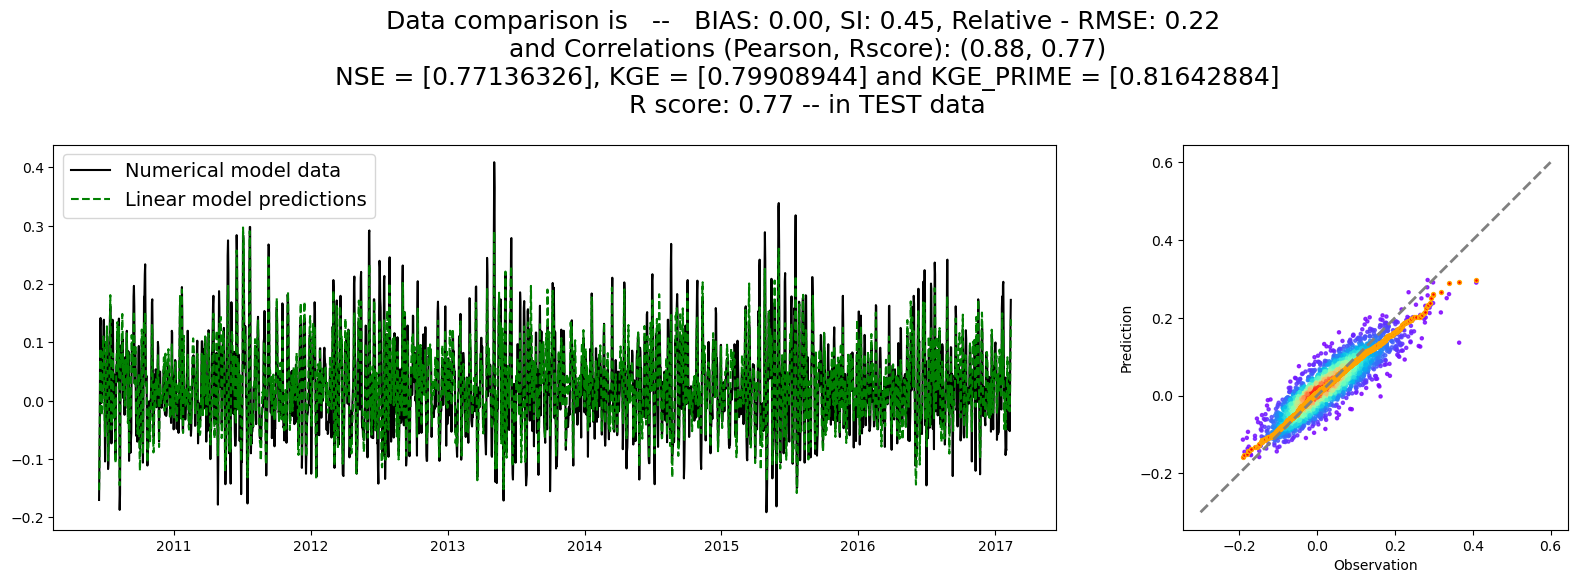 Data comparison is   --   BIAS: 0.00, SI: 0.45, Relative - RMSE: 0.22
and Correlations (Pearson, Rscore): (0.88, 0.77)
NSE = [0.77136326], KGE = [0.79908944] and KGE_PRIME = [0.81642884]
R score: 0.77 -- in TEST data
Numerical model data
Linear model predictions
0.4
0.3
0.2
0.1
0.0
−0.1
−0.2
2011 2012 2013 2014 2015 2016 2017
Prediction
0.6
0.4
0.2
0.0
−0.2
−0.2 0.0 0.2 0.4 0.6
Observation